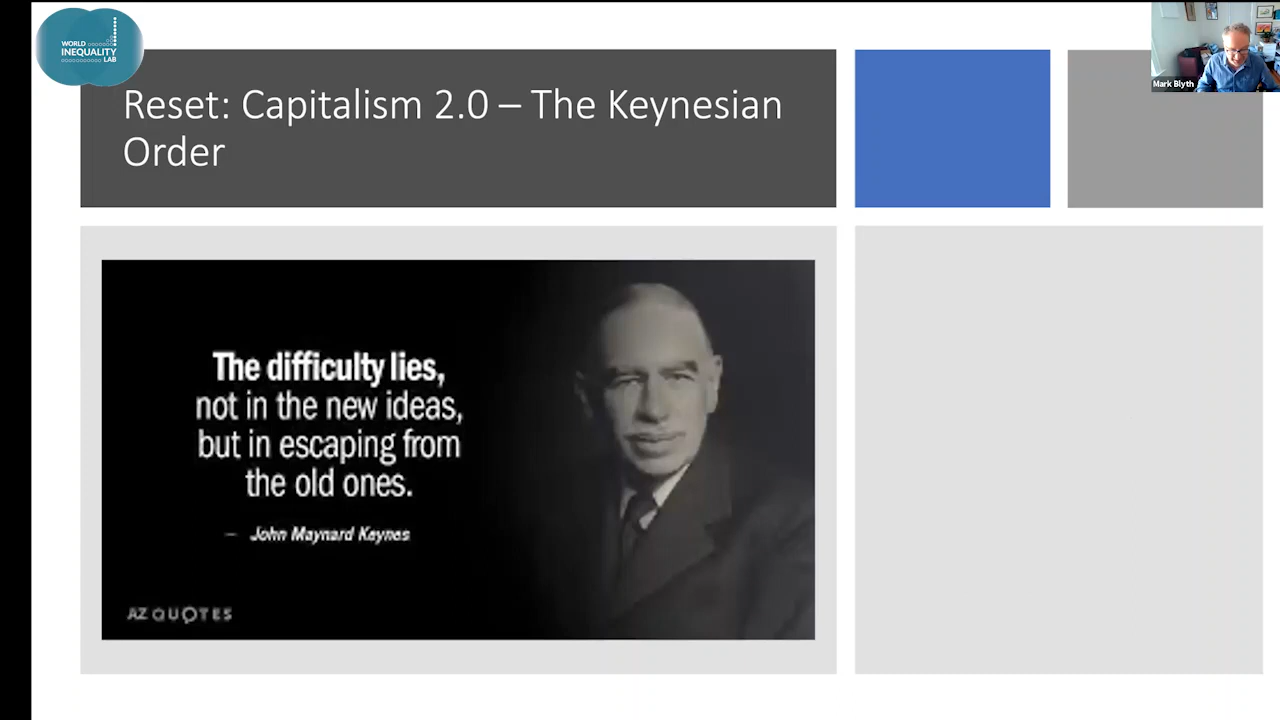 WORLD
INEQUALITY
LAB
Mark Blyth
Reset: Capitalism 2.0 – The Keynesian
Order
The difficulty lies,
not in the new ideas,
but in escaping from
the old ones.
— John Maynard Keynes
AZ QUOTES